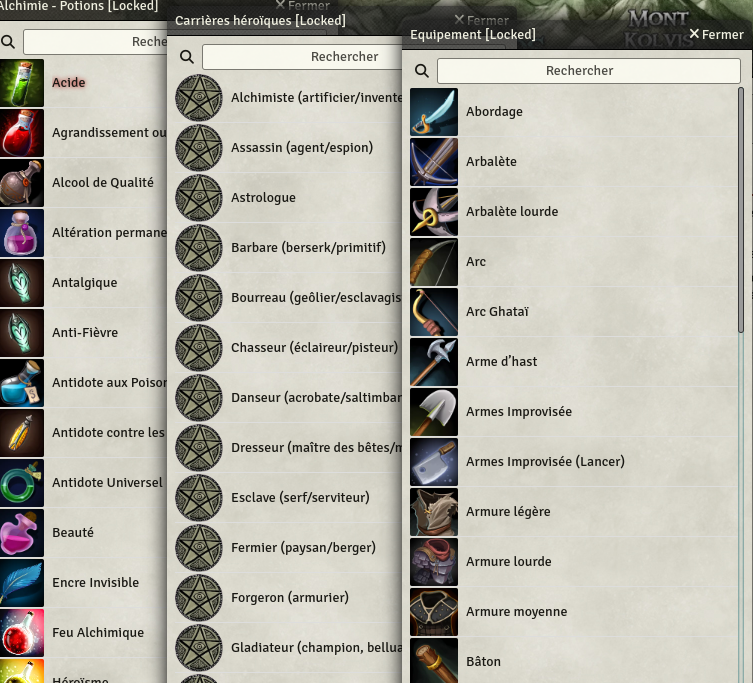 Alchimie - Potions [Locked]
Fermer
Reche
Acide
Agrandissement ou
Alcool de Qualité
Altération permane
Antalgique
Anti-Fièvre
Antidote aux Poison
Antidote contre les
Antidote Universel
Beauté
Encre Invisible
Feu Alchimique
Héroïsme
Carrières héroïques [Locked]
Fermer
Rechercher
Alchimiste (artificier/invente
Assassin (agent/espion)
Astrologue
Barbare (berserk/primitif)
Bourreau (geôlier/esclavagis
Chasseur (éclaireur/pisteur)
Danseur (acrobate/saltimban
Dresseur (maître des bêtes/m
Esclave (serf/serviteur)
Fermier (paysan/berger)
Forgeron (armurier)
Gladiateur (champion, bellua
MONT
KOLVIS
Equipement [Locked]
Fermer
Rechercher
Abordage
Arbalète
Arbalète lourde
Arc
Arc Ghataï
Arme d’hast
Armes Improvisée
Armes Improvisée (Lancer)
Armure légère
Armure lourde
Armure moyenne
Bâton